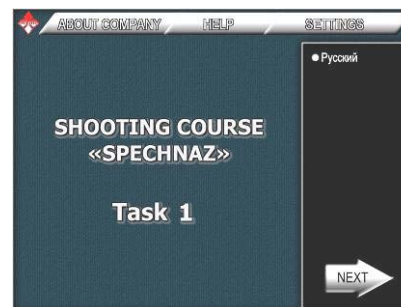 ABOUT COMPANY HELP SETTINGS
Русский
SHOOTING COURSE
«SPECHNAZ»
Task 1
NEXT